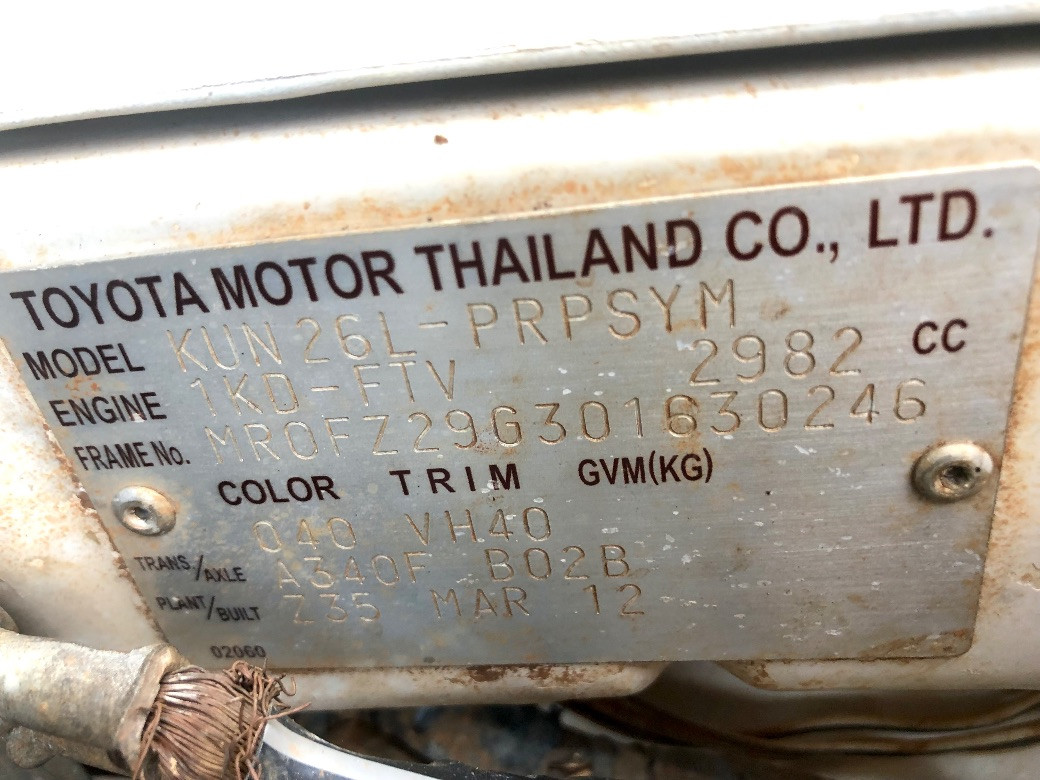 TOYOTA MOTOR THAILAND CO., LTD.
MODEL KUN26L-PRPSYM
ENGINE 1KD-FTV 2982 CC
FRAME No. MR0FZ29G301630246
COLOR TRIM GVM(KG)
040 VH40
TRANS/AXLE A340F B02B
PLANT/BUILT Z35 MAR 12
02060